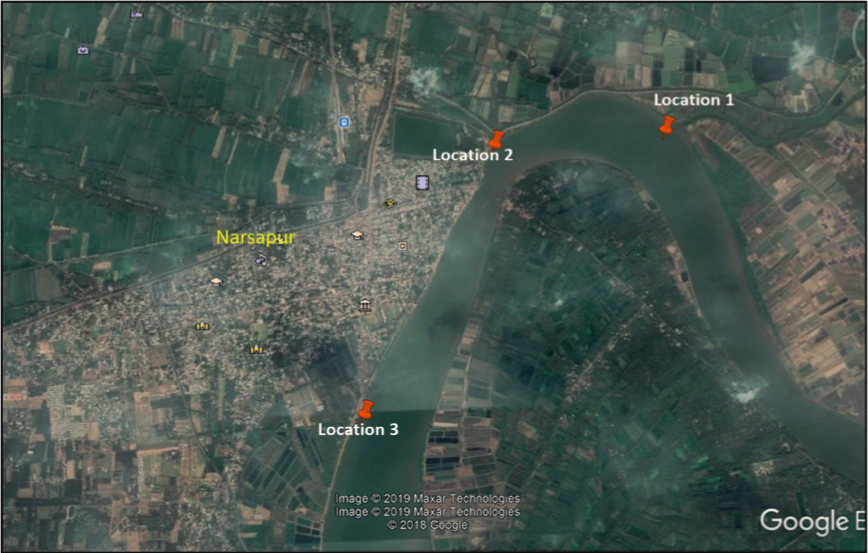 Location 1
Location 2
Narsapur
Location 3
Image © 2019 Maxar Technologies
Image © 2019 Maxar Technologies
© 2018 Google
Google E